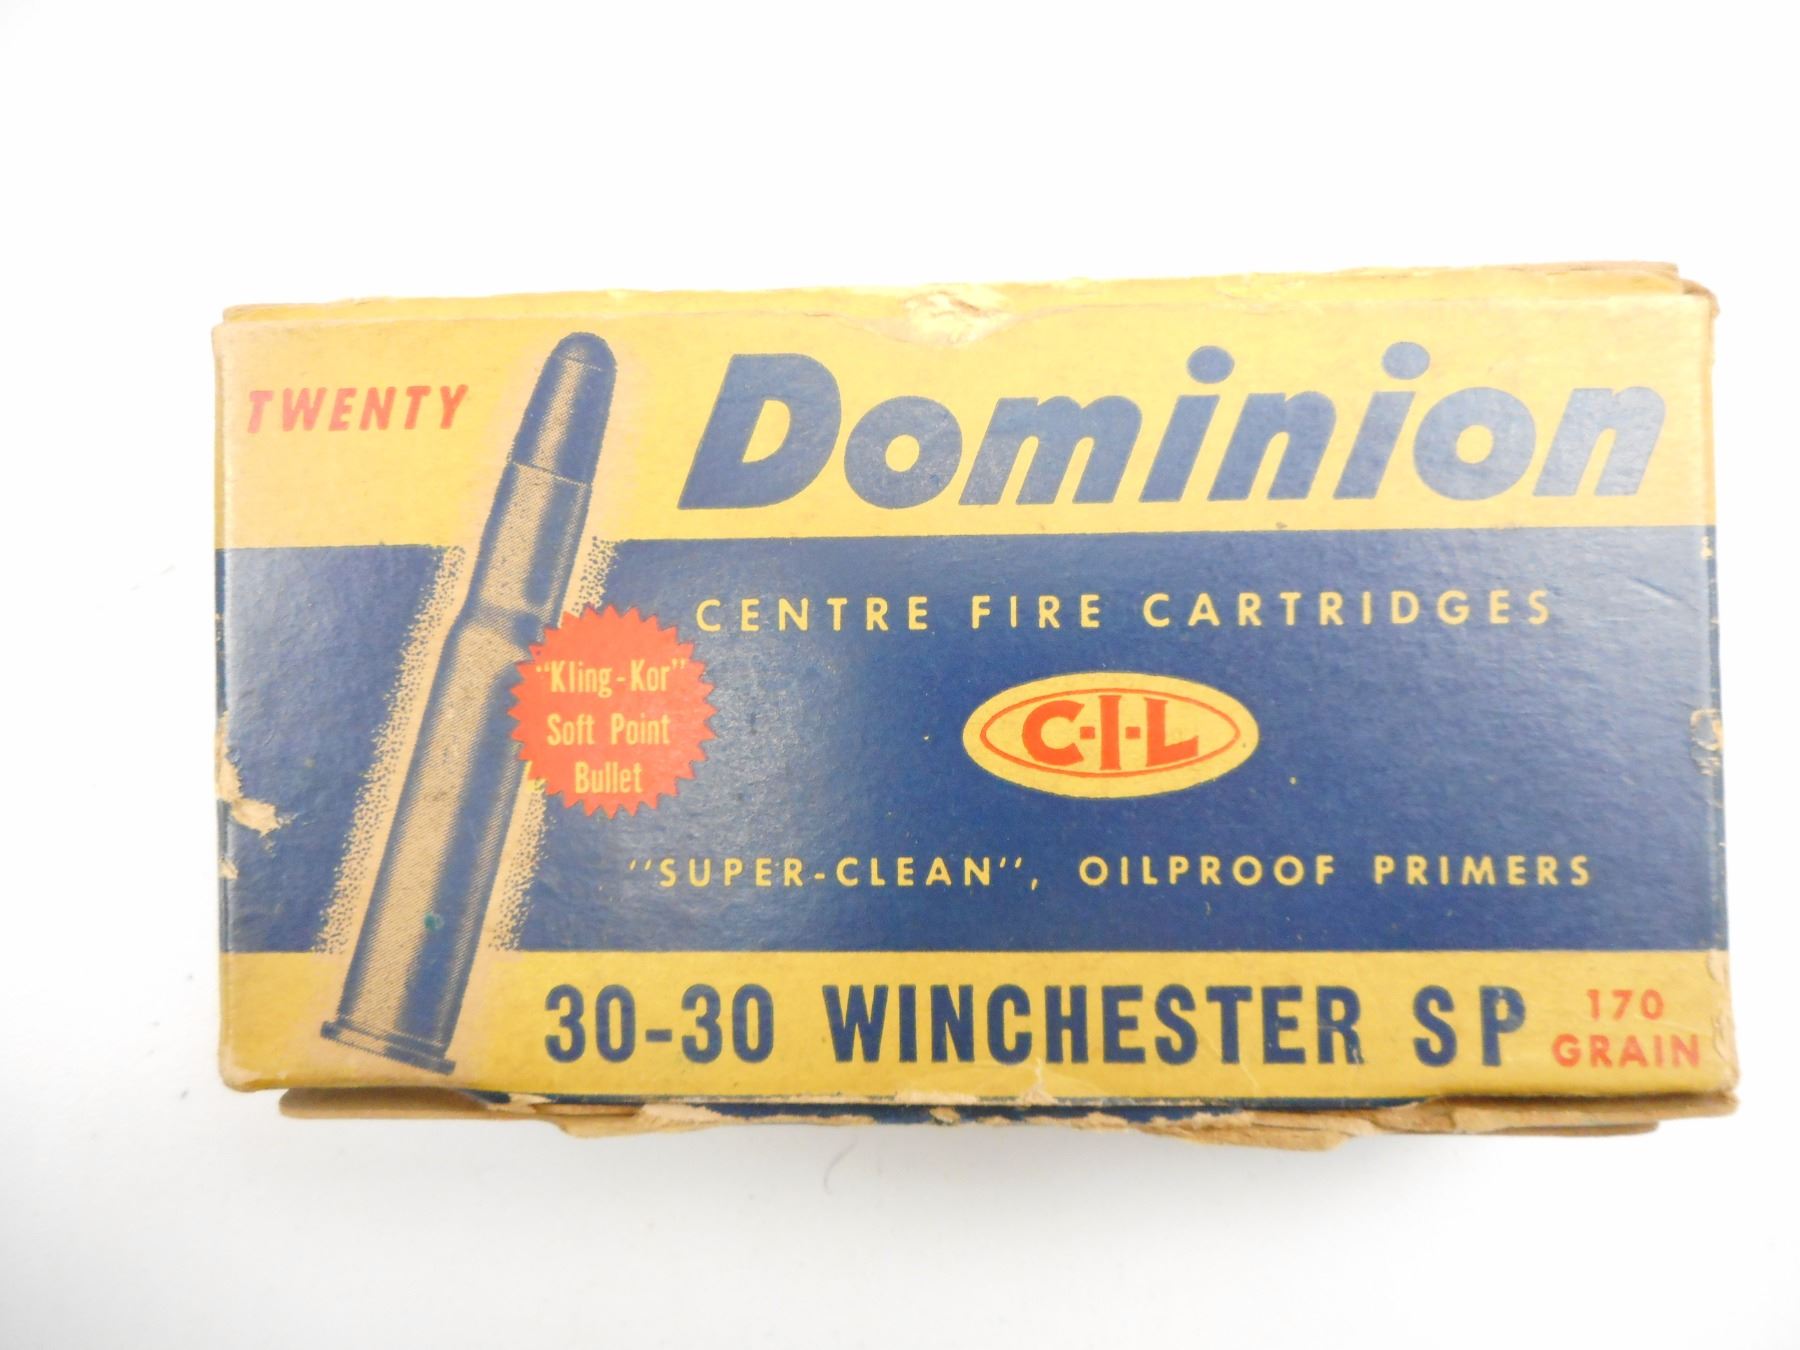 TWENTY
Dominion
CENTRE FIRE CARTRIDGES
"Kling-Kor"
Soft Point
Bullet
C-I-L
"SUPER-CLEAN", OILPROOF PRIMERS
30-30 WINCHESTER SP
170
GRAIN